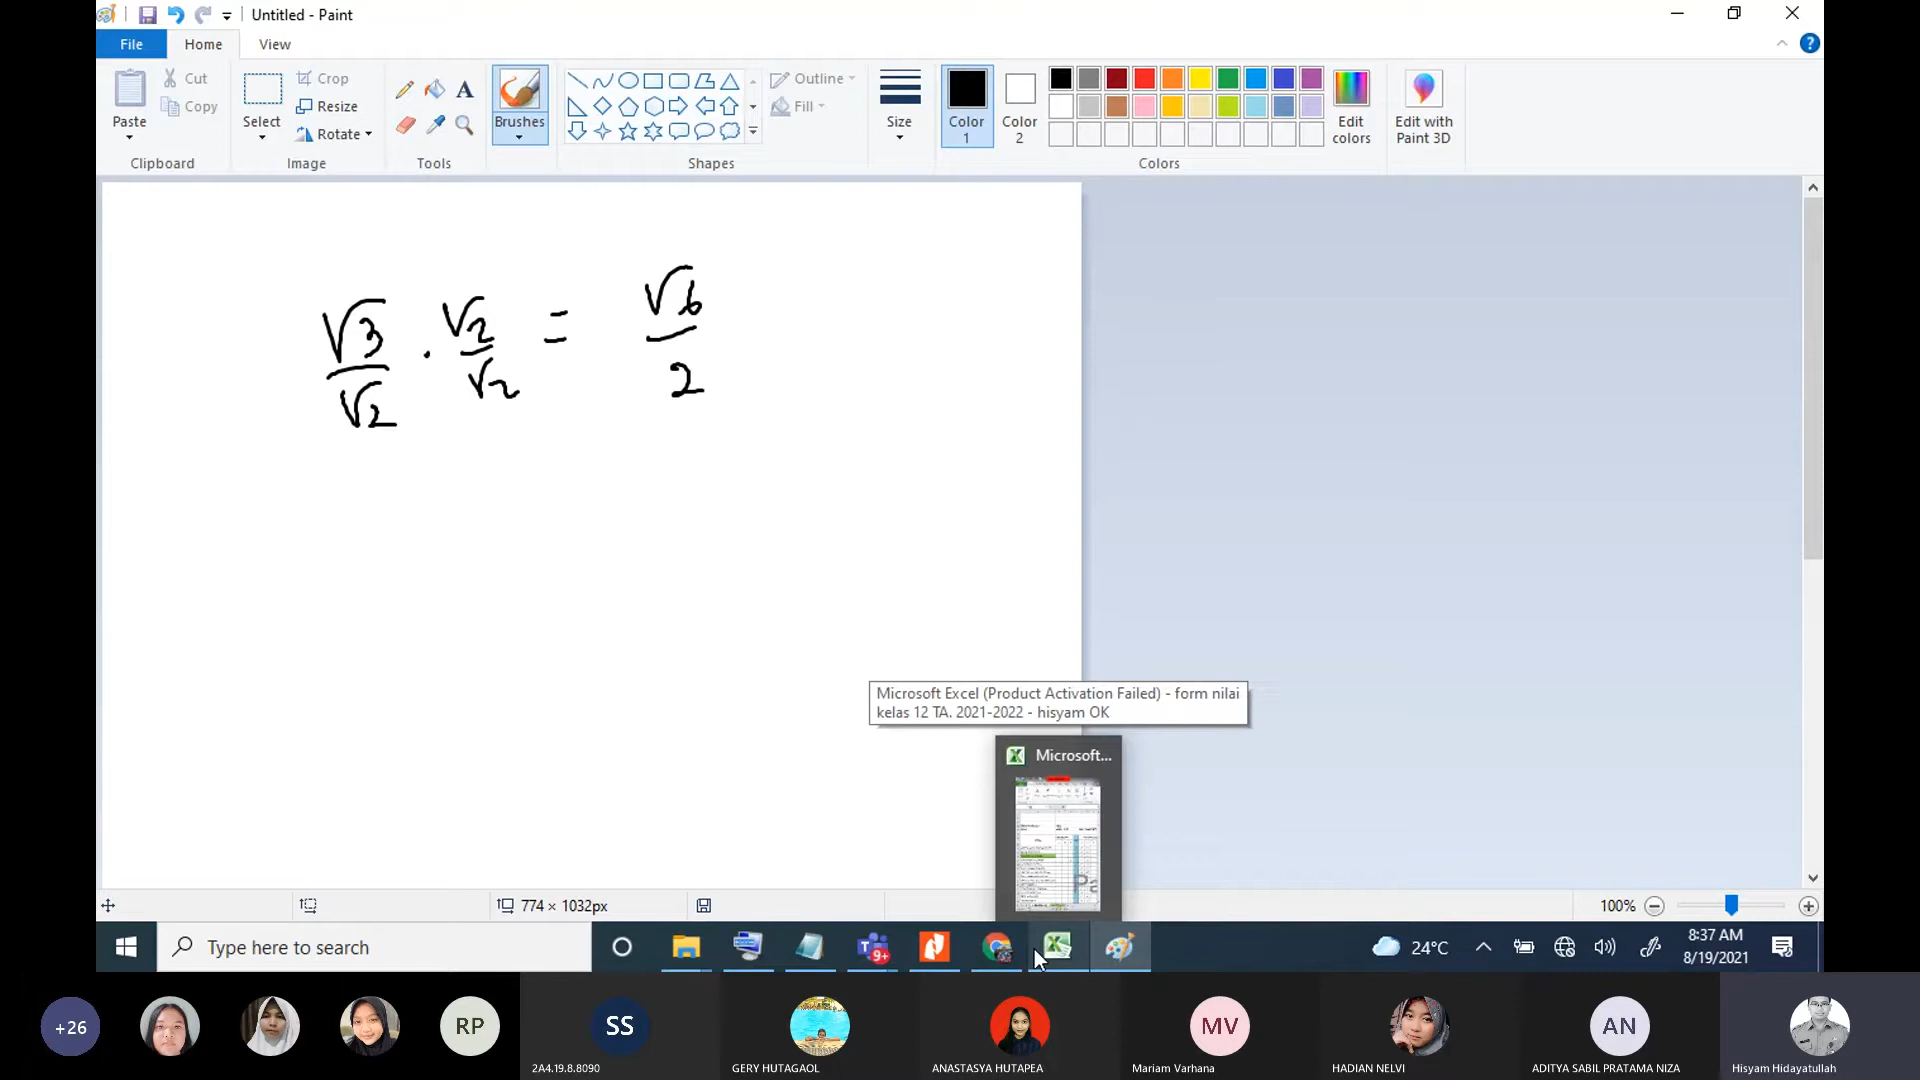 Untitled - Paint
File Home View
Paste
Cut
Copy
Clipboard
Select
Crop
Resize
Rotate
Image
A
Tools
Brushes
Shapes
Outline
Fill
Size
Color 1
Color 2
Colors
Edit colors
Edit with Paint 3D
√3/√2 . √2/√2 = √6/2
Microsoft Excel (Product Activation Failed) - form nilai
kelas 12 TA. 2021-2022 - hisyam OK
Microsoft...
774 × 1032px
100%
Type here to search
9+
24°C
8:37 AM
8/19/2021
+26
RP
SS
MV
AN
2A4.19.8.8090
GERY HUTAGAOL
ANASTASYA HUTAPEA
Mariam Varhana
HADIAN NELVI
ADITYA SABIL PRATAMA NIZA
Hisyam Hidayatullah